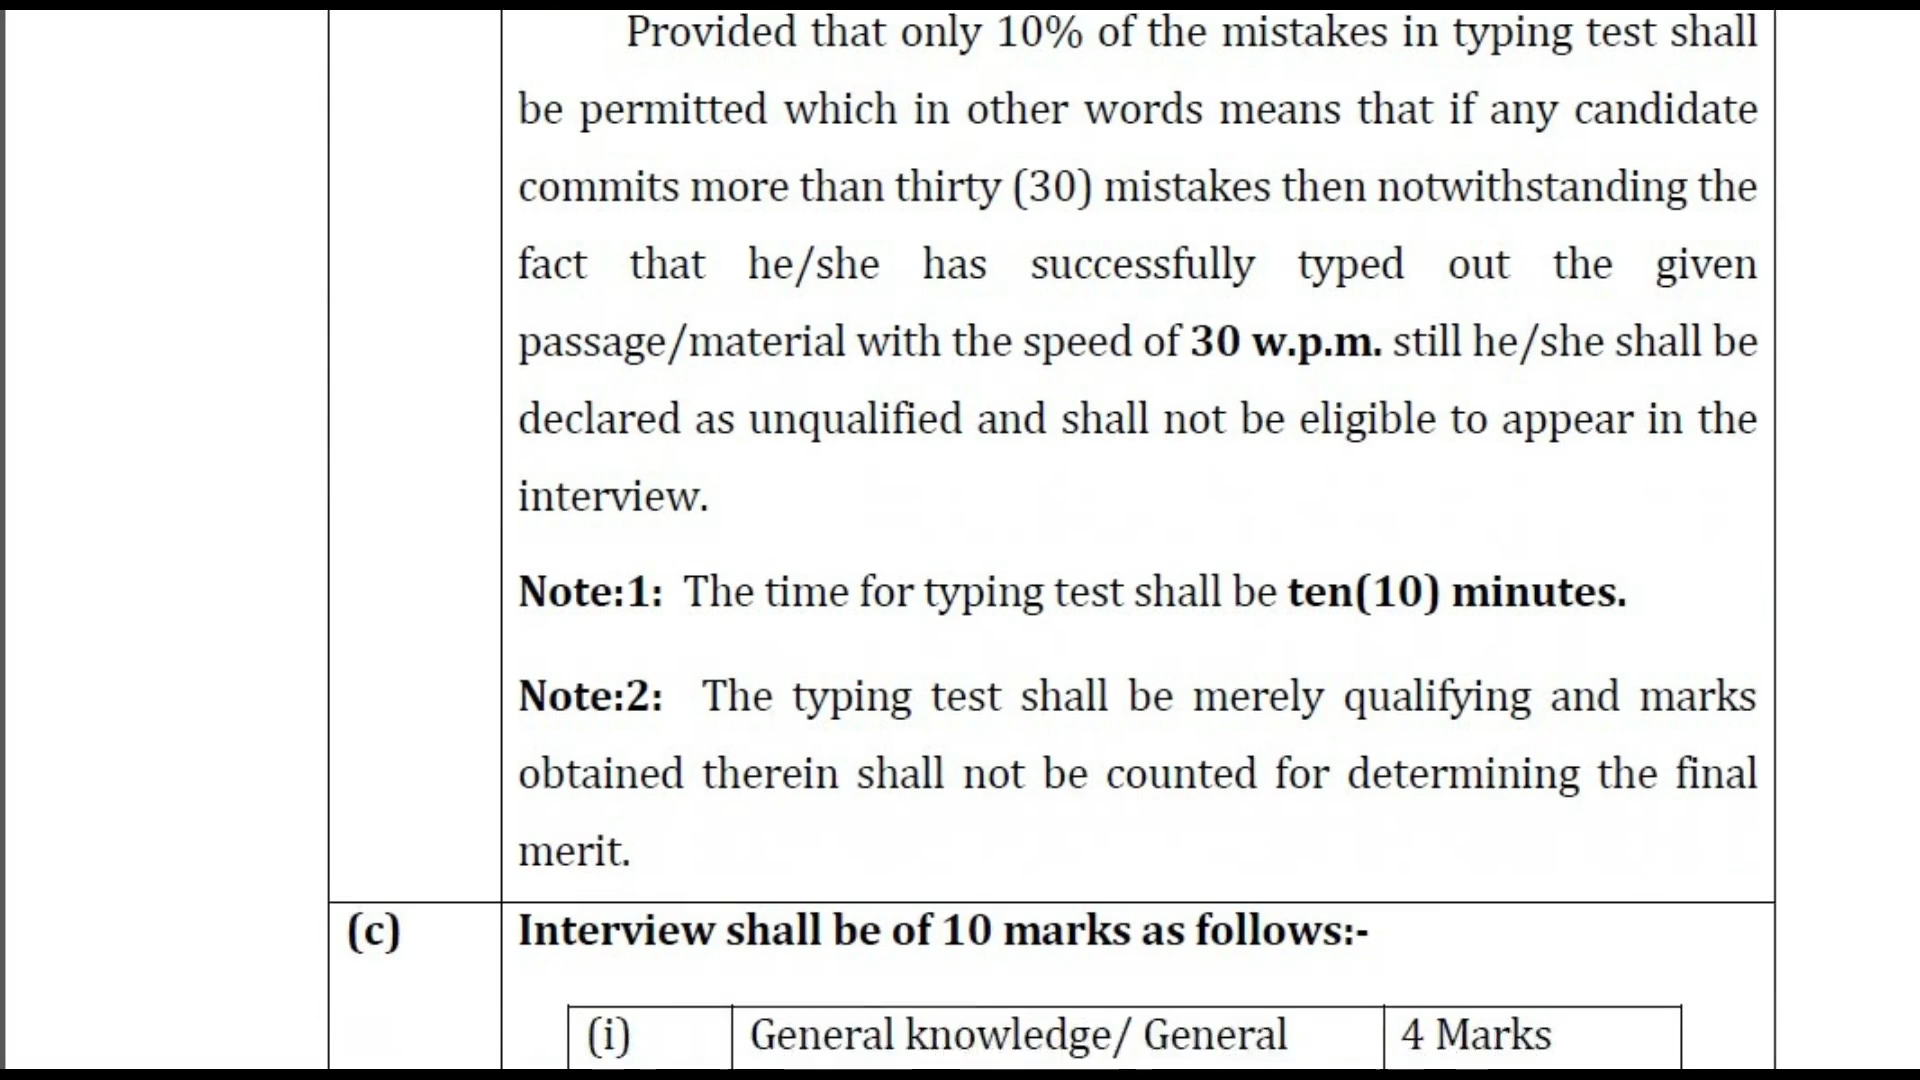 Provided that only 10% of the mistakes in typing test shall
be permitted which in other words means that if any candidate
commits more than thirty (30) mistakes then notwithstanding the
fact that he/she has successfully typed out the given
passage/material with the speed of 30 w.p.m. still he/she shall be
declared as unqualified and shall not be eligible to appear in the
interview.
Note:1: The time for typing test shall be ten(10) minutes.
Note:2: The typing test shall be merely qualifying and marks
obtained therein shall not be counted for determining the final
merit.
(c) Interview shall be of 10 marks as follows:-
(i) General knowledge/ General 4 Marks